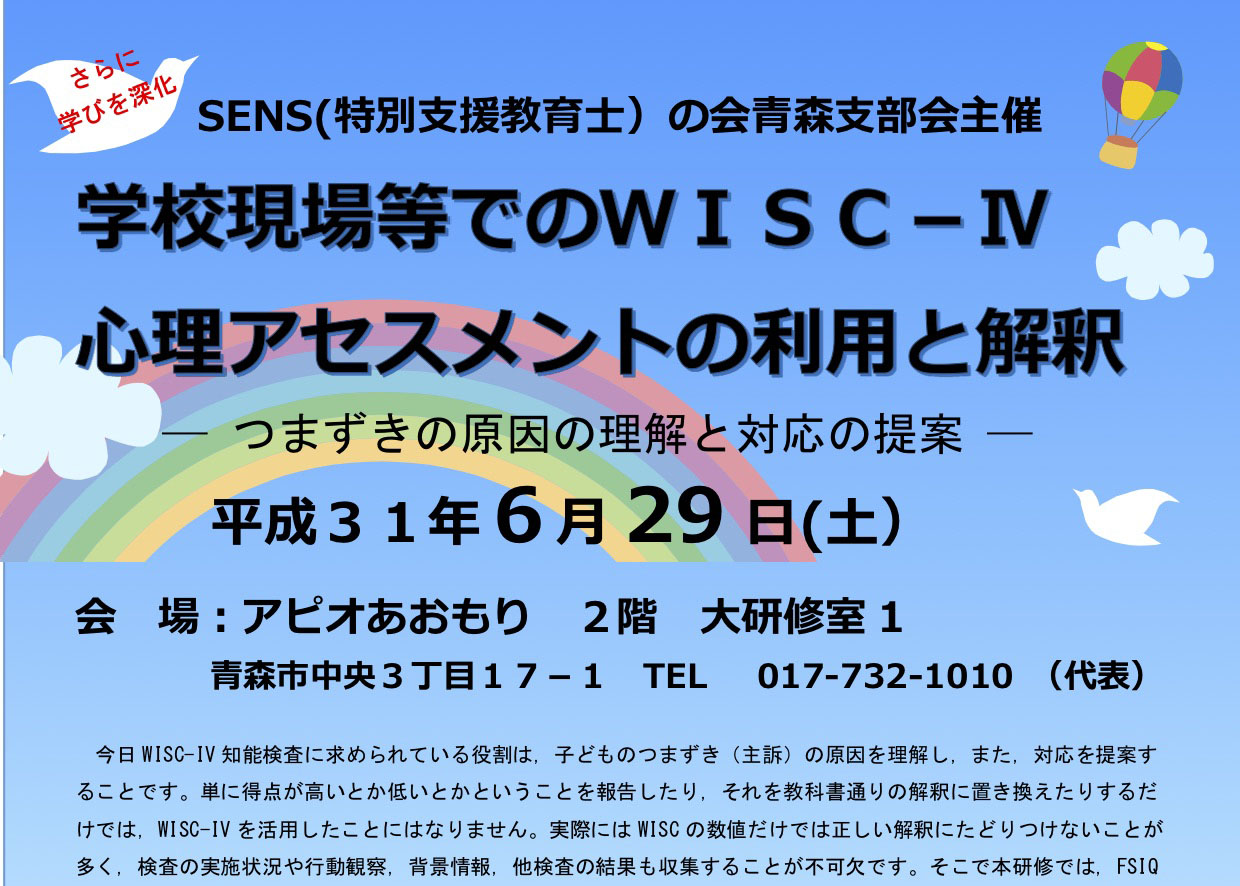 さらに
学びを深化
SENS(特別支援教育士）の会青森支部会主催
学校現場等でのＷＩＳＣ－Ⅳ
心理アセスメントの利用と解釈
― つまずきの原因の理解と対応の提案 ―
平成３１年６月29日(土）
会　場：アピオあおもり　２階　大研修室１
青森市中央３丁目１７－１　TEL　017-732-1010　（代表）
今日WISC-IV知能検査に求められている役割は，子どものつまずき（主訴）の原因を理解し，また，対応を提案す
ることです。単に得点が高いとか低いとかということを報告したり，それを教科書通りの解釈に置き換えたりするだ
けでは，WISC-IVを活用したことにはなりません。実際にはWISCの数値だけでは正しい解釈にたどりつけないことが
多く，検査の実施状況や行動観察，背景情報，他検査の結果も収集することが不可欠です。そこで本研修では，FSIQ